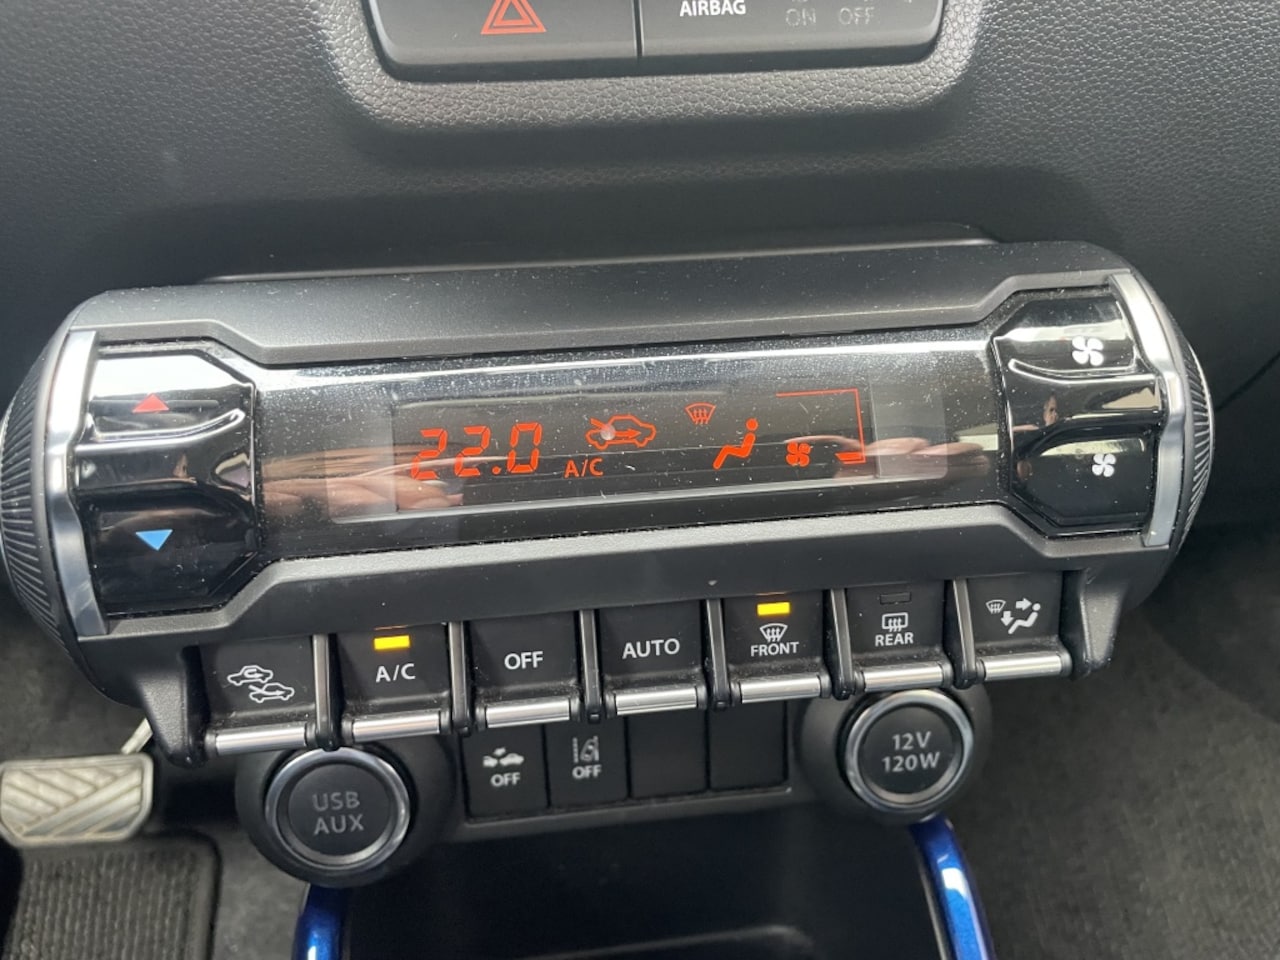 AIRBAG
ON OFF
22.0
A/C
A/C
OFF
AUTO
FRONT
REAR
OFF
OFF
USB
AUX
12V
120W